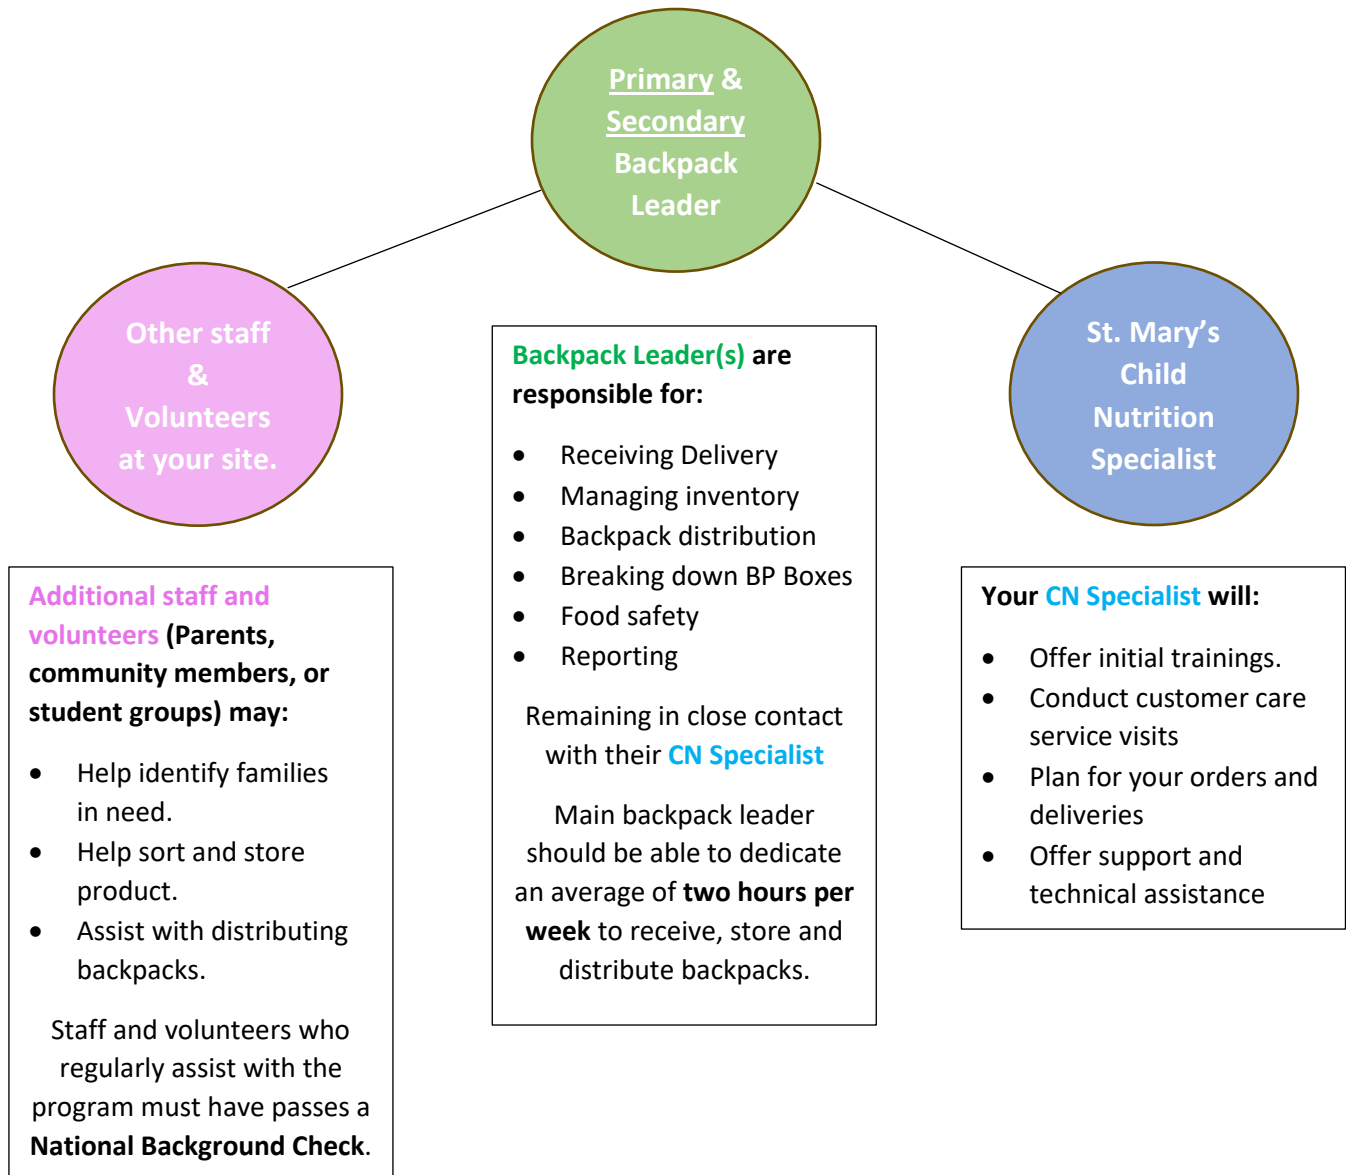 Primary &
Secondary
Backpack
Leader
Other staff
&
Volunteers
at your site.
St. Mary’s
Child
Nutrition
Specialist
Additional staff and
volunteers (Parents,
community members, or
student groups) may:
• Help identify families
in need.
• Help sort and store
product.
• Assist with distributing
backpacks.
Staff and volunteers who
regularly assist with the
program must have passes a
National Background Check.
Backpack Leader(s) are
responsible for:
• Receiving Delivery
• Managing inventory
• Backpack distribution
• Breaking down BP Boxes
• Food safety
• Reporting
Remaining in close contact
with their CN Specialist
Main backpack leader
should be able to dedicate
an average of two hours per
week to receive, store and
distribute backpacks.
Your CN Specialist will:
• Offer initial trainings.
• Conduct customer care
service visits
• Plan for your orders and
deliveries
• Offer support and
technical assistance